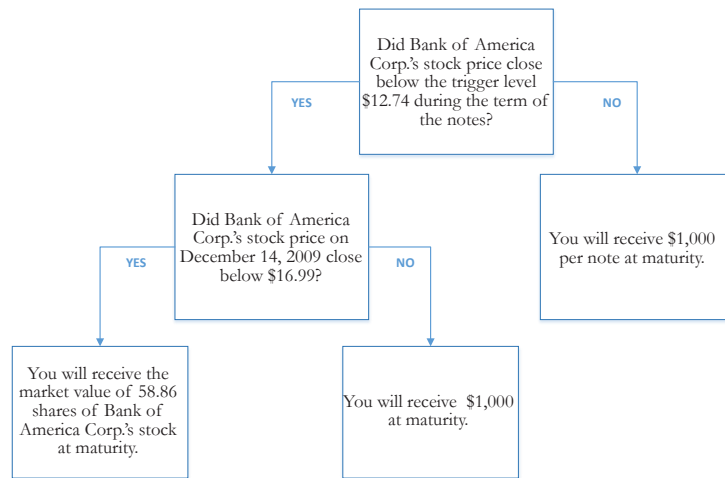 Did Bank of America
Corp.'s stock price close
below the trigger level
$12.74 during the term of
the notes?
YES
NO
Did Bank of America
Corp.'s stock price on
December 14, 2009 close
below $16.99?
You will receive $1,000
per note at maturity.
YES
NO
You will receive the
market value of 58.86
shares of Bank of
America Corp.'s stock
at maturity.
You will receive $1,000
at maturity.